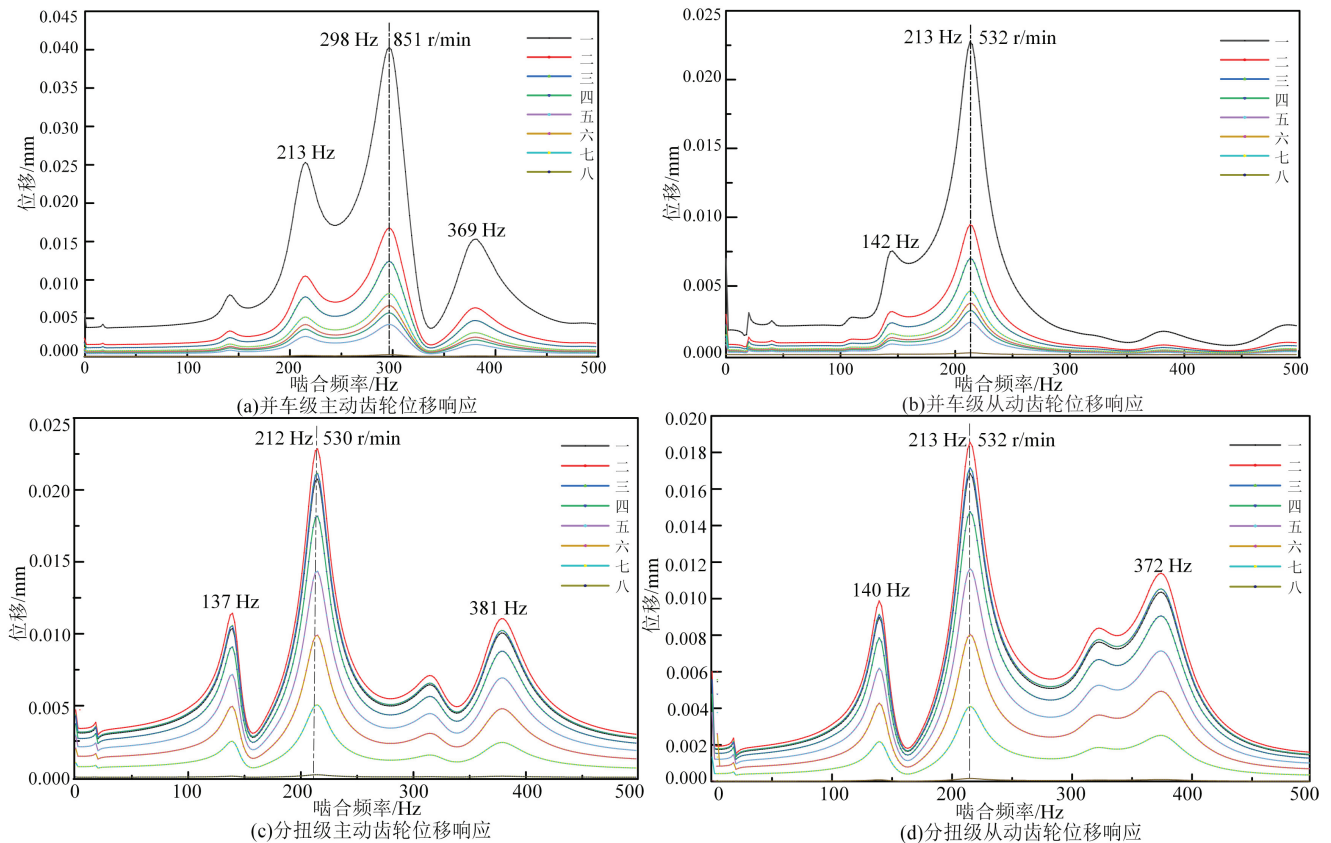 0.045
0.040
0.035
0.030
0.025
0.020
0.015
0.010
0.005
0.000
位移/mm
298 Hz 851 r/min
213 Hz
369 Hz
一
二
三
四
五
六
七
八
0 100 200 300 400 500
啮合频率/Hz
(a)并车级主动齿轮位移响应
0.025
0.020
0.015
0.010
0.005
0.000
位移/mm
213 Hz 532 r/min
142 Hz
一
二
三
四
五
六
七
八
0 100 200 300 400 500
啮合频率/Hz
(b)并车级从动齿轮位移响应
0.025
0.020
0.015
0.010
0.005
0.000
位移/mm
212 Hz 530 r/min
137 Hz
381 Hz
一
二
三
四
五
六
七
八
0 100 200 300 400 500
啮合频率/Hz
(c)分扭级主动齿轮位移响应
0.020
0.018
0.016
0.014
0.012
0.010
0.008
0.006
0.004
0.002
0.000
位移/mm
213 Hz 532 r/min
140 Hz
372 Hz
一
二
三
四
五
六
七
八
0 100 200 300 400 500
啮合频率/Hz
(d)分扭级从动齿轮位移响应